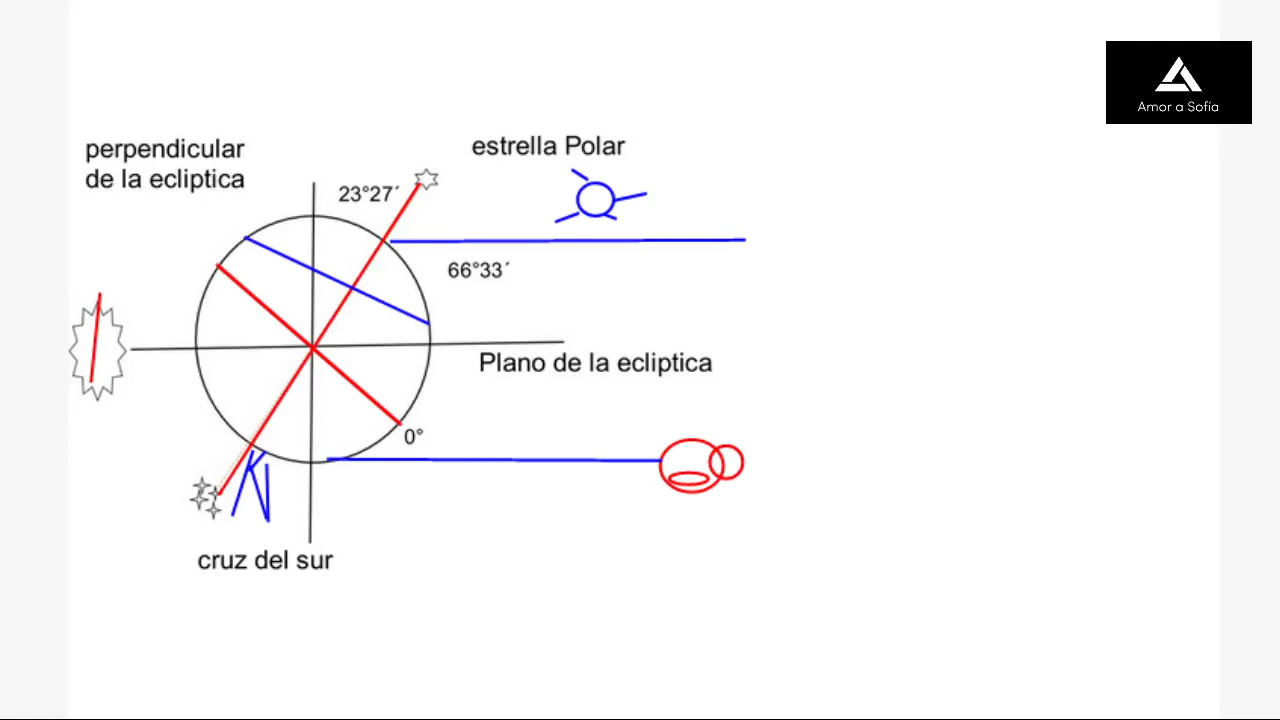 Amor a Sofía
perpendicular
de la ecliptica
estrella Polar
23°27´
66°33´
Plano de la ecliptica
0°
cruz del sur